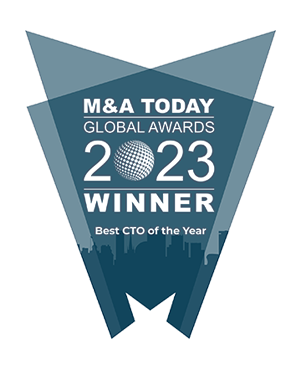 M&A TODAY
GLOBAL AWARDS
2023
WINNER
Best CTO of the Year